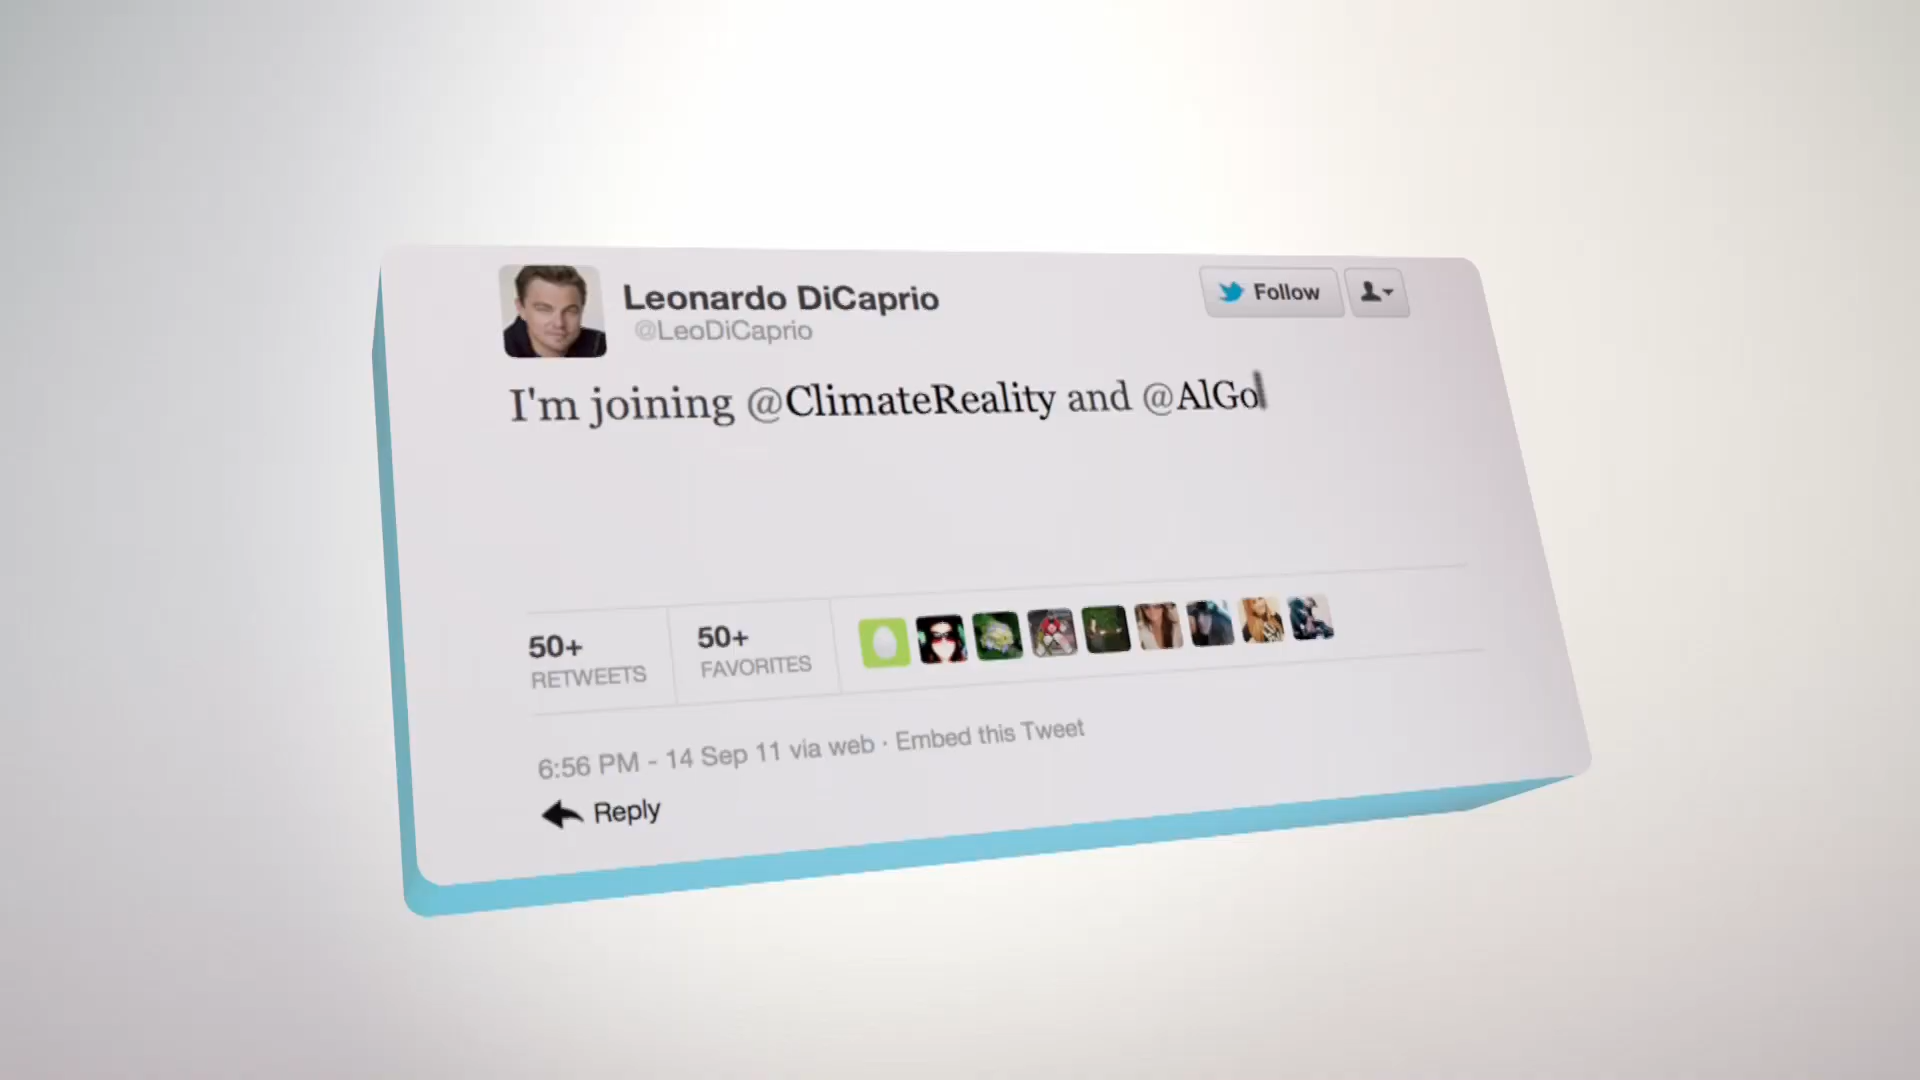 Leonardo DiCaprio
@LeoDiCaprio
Follow
I'm joining @ClimateReality and @AlGo
50+
RETWEETS
50+
FAVORITES
6:56 PM - 14 Sep 11 via web · Embed this Tweet
Reply